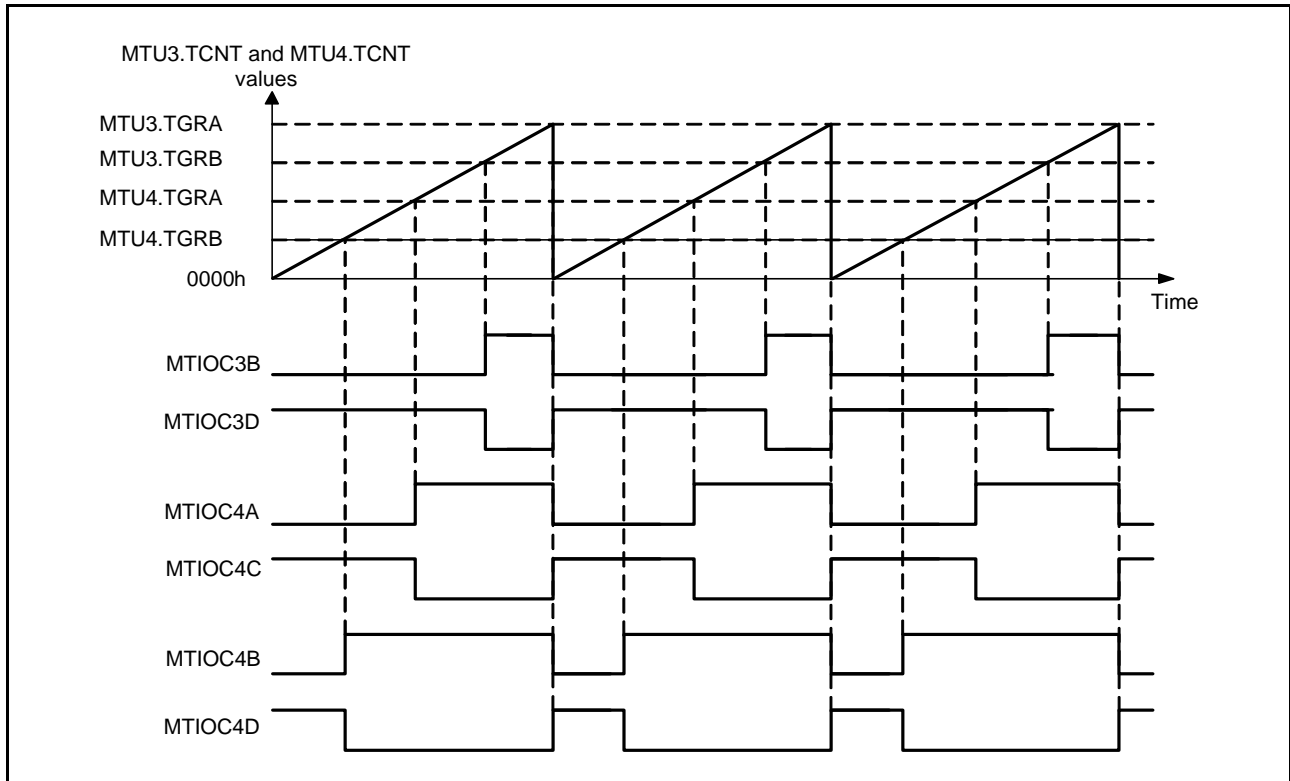 MTU3.TCNT and MTU4.TCNT
values
MTU3.TGRA
MTU3.TGRB
MTU4.TGRA
MTU4.TGRB
0000h
Time
MTIOC3B
MTIOC3D
MTIOC4A
MTIOC4C
MTIOC4B
MTIOC4D